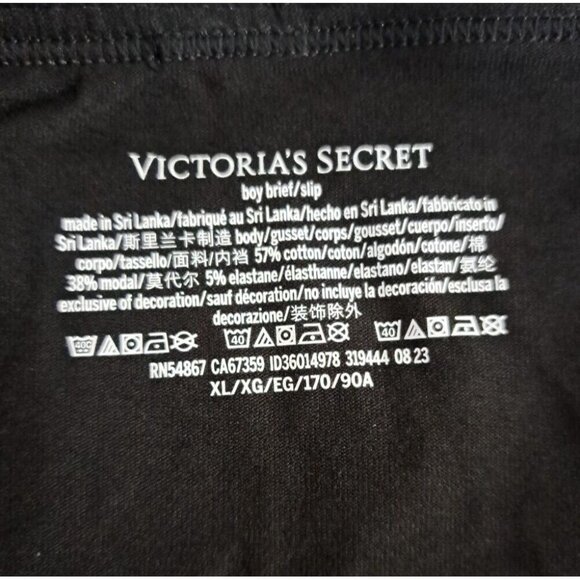 VICTORIA'S SECRET
boy brief/slip
made in Sri Lanka/fabriqué au Sri Lanka/hecho en Sri Lanka/fabbricato in
Sri Lanka/斯里兰卡制造 body/gusset/corps/gousset/cuerpo/inserto/
corpo/tassello/面料/内裆 57% cotton/coton/algodón/cotone/棉
38% modal/莫代尔 5% elastane/élasthanne/elastano/elastan/氨纶
exclusive of decoration/sauf décoration/no incluye la decoración/esclusa la
decorazione/装饰除外
40C 40 40
RN54867 CA67359 ID36014978 319444 08 23
XL/XG/EG/170/90A